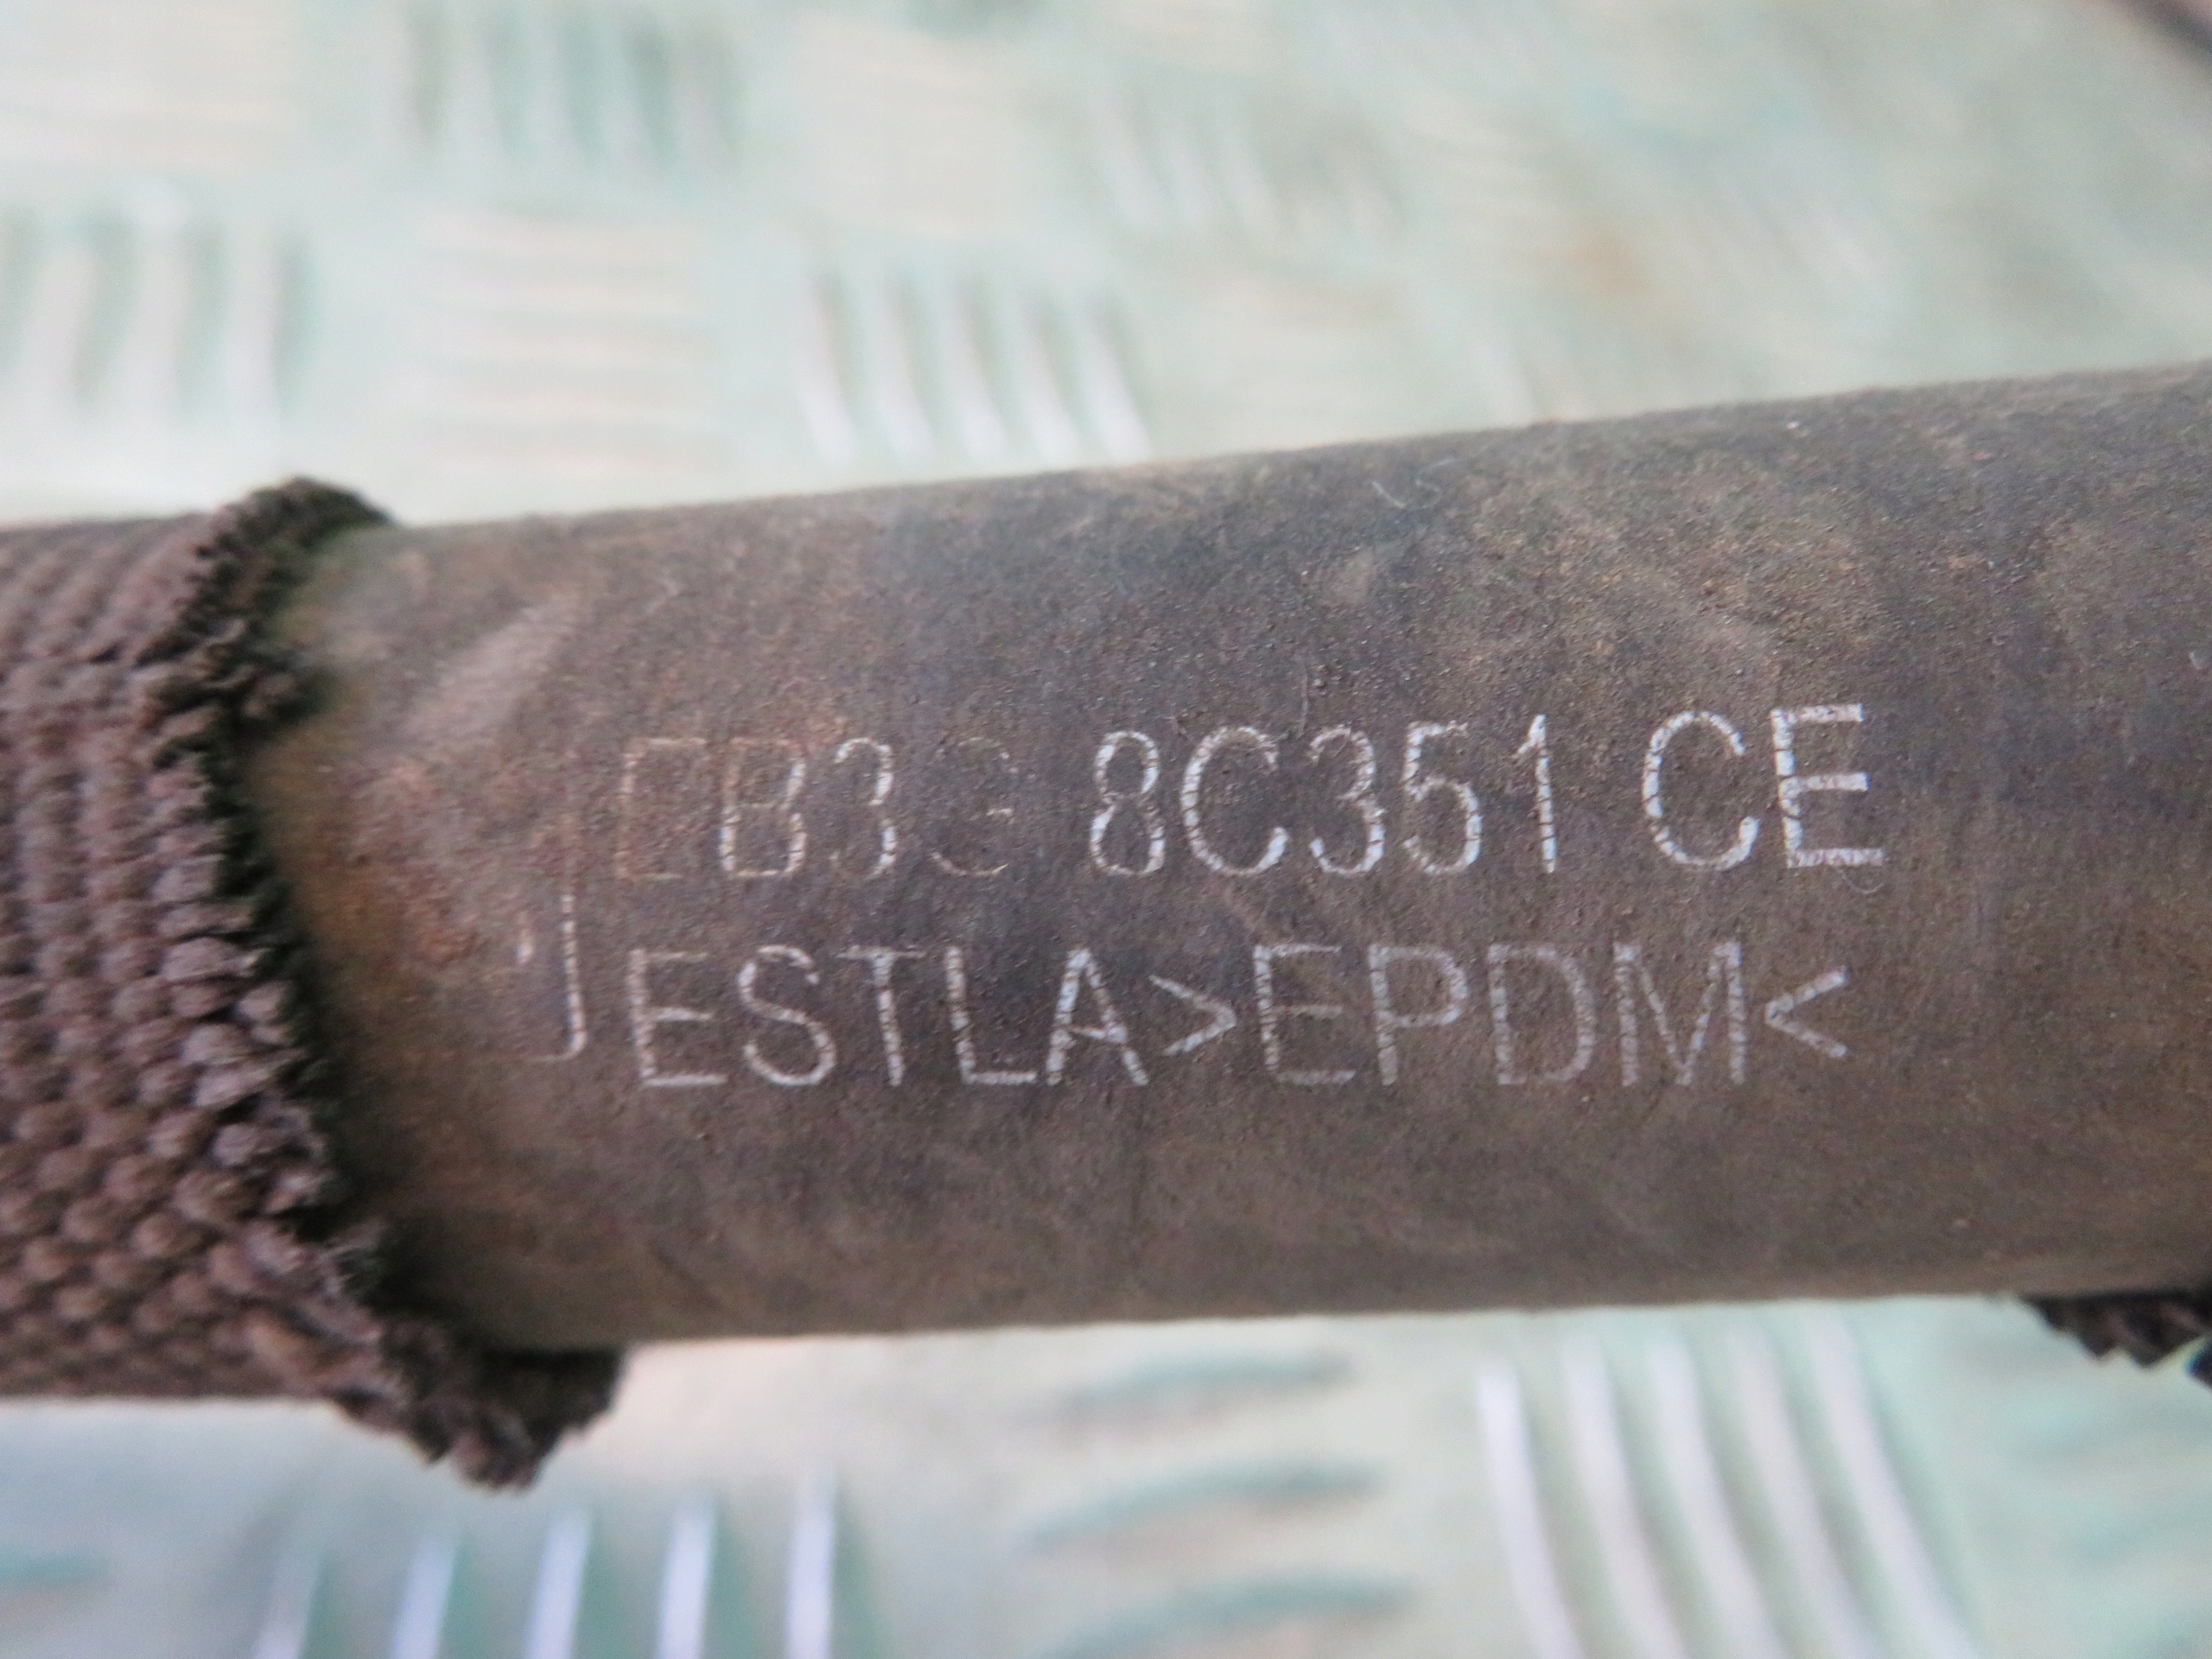 EB3G 8C351 CE
ESTLA>EPDM<